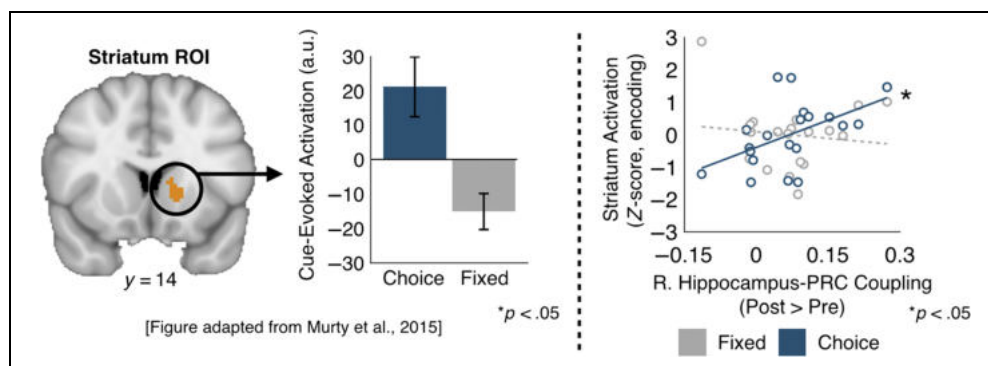 Striatum ROI
y = 14
Cue-Evoked Activation (a.u.)
30
20
10
0
−10
−20
−30
Choice Fixed
*p < .05
[Figure adapted from Murty et al., 2015]
Striatum Activation
(Z-score, encoding)
3
2
1
0
−1
−2
−3
*
−0.15 0 0.15 0.3
R. Hippocampus-PRC Coupling
(Post > Pre)
*p < .05
Fixed Choice